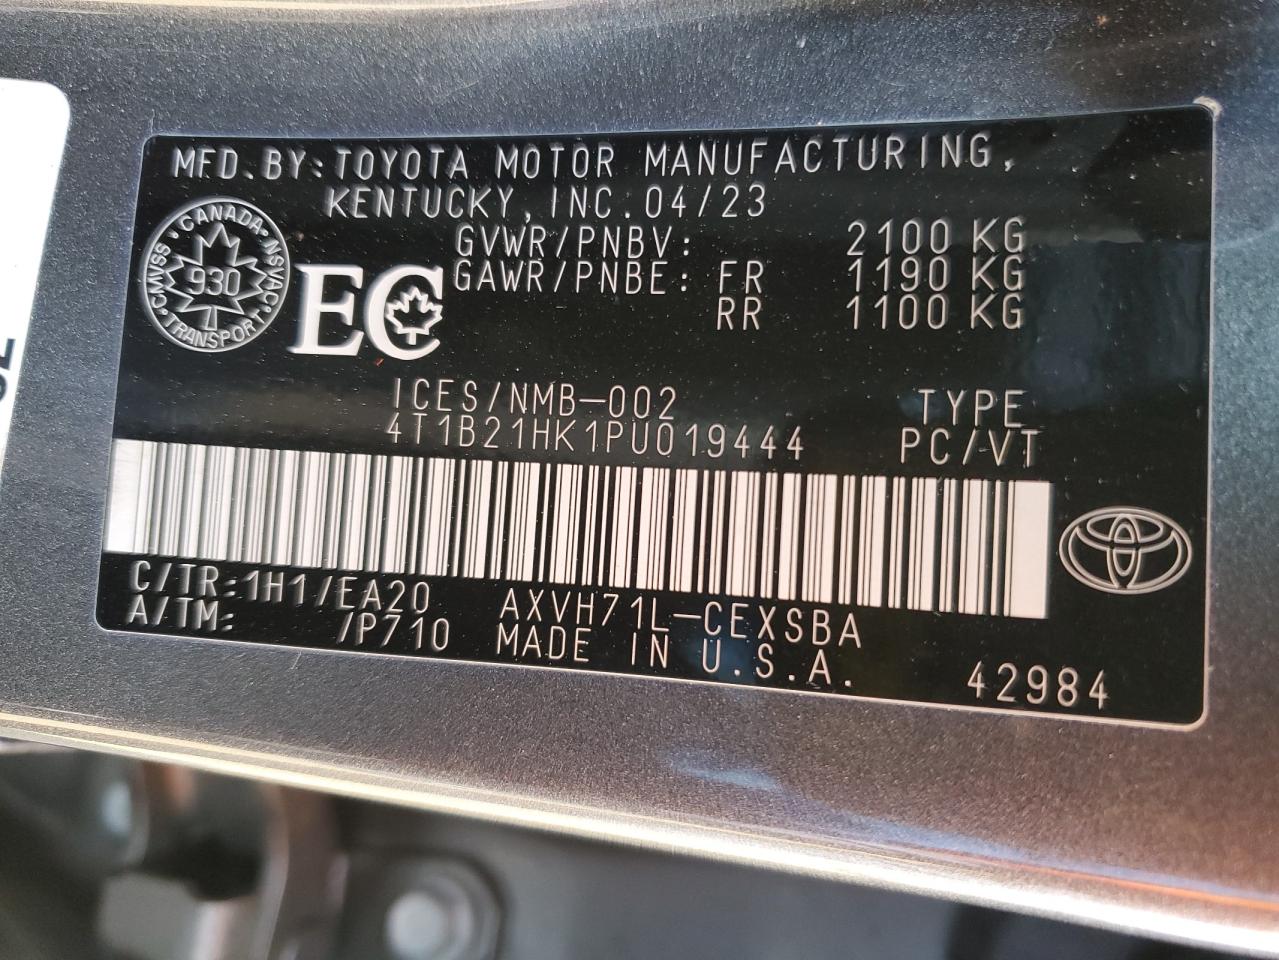 MFD. BY: TOYOTA MOTOR MANUFACTURING,
KENTUCKY, INC. 04/23
GVWR/PNBV: 2100 KG
GAWR/PNBE: FR 1190 KG
RR 1100 KG
CANADA
CMVSS • NSVAC
930
TRANSPORT
EC
ICES/NMB-002 TYPE
4T1B21HK1PU019444 PC/VT
C/TR: 1H1/EA20 AXVH71L-CEXSBA
A/TM: /P710 MADE IN U.S.A.
42984